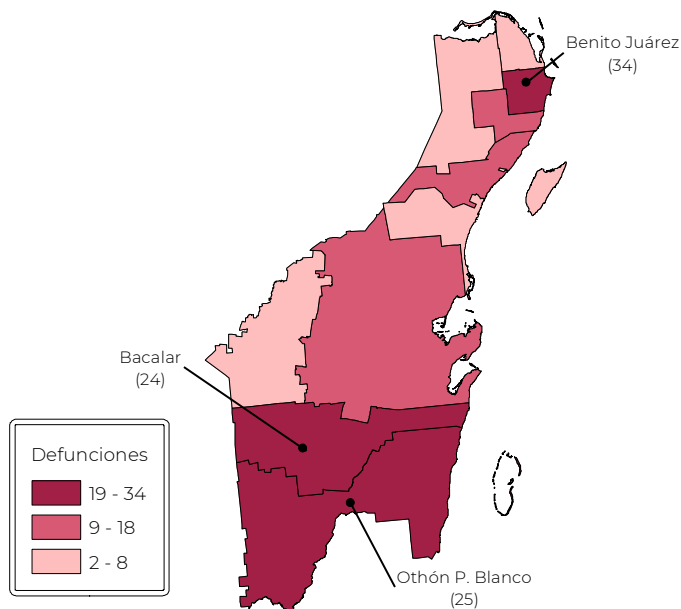 Benito Juárez
(34)
Bacalar
(24)
Defunciones
19 - 34
9 - 18
2 - 8
Othón P. Blanco
(25)